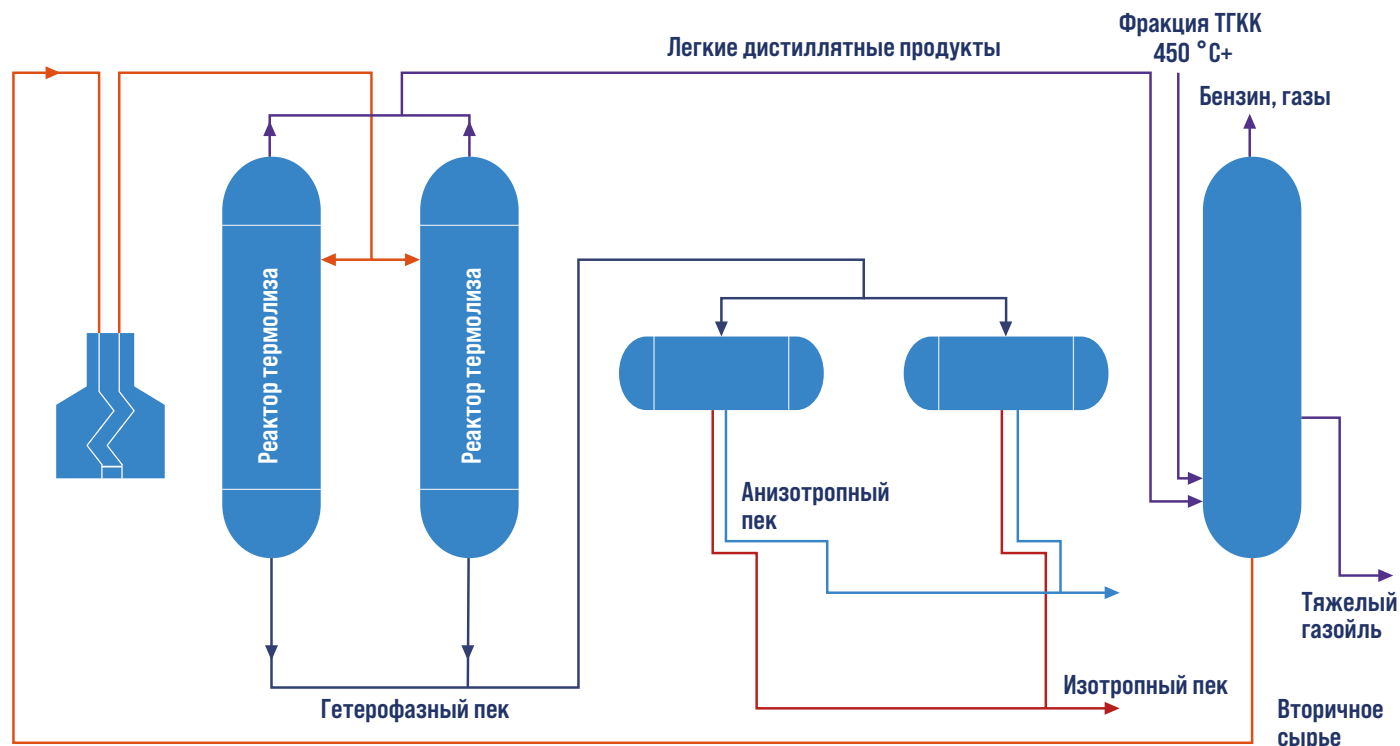 Фракция ТГКК
450 °С+
Легкие дистиллятные продукты
Бензин, газы
Реактор термолиза
Реактор термолиза
Анизотропный
пек
Тяжелый
газойль
Изотропный пек
Гетерофазный пек
Вторичное
сырье